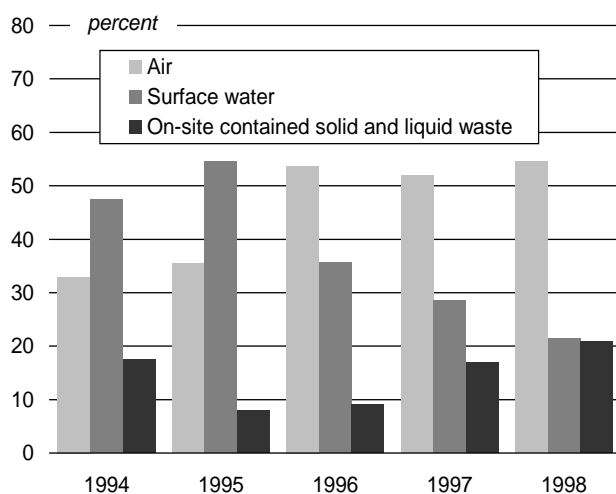 80 percent
70
Air
60
Surface water
On-site contained solid and liquid waste
50
40
30
20
10
0
1994 1995 1996 1997 1998